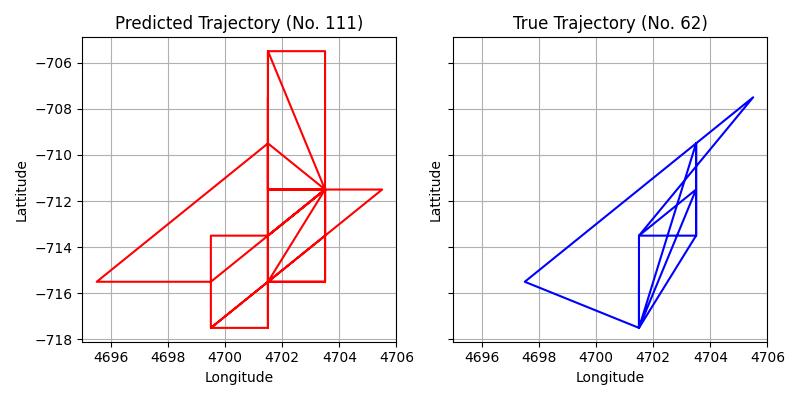 Predicted Trajectory (No. 111)
True Trajectory (No. 62)
Lattitude
−706
−708
−710
−712
−714
−716
−718
4696 4698 4700 4702 4704 4706
Longitude
Lattitude
4696 4698 4700 4702 4704 4706
Longitude